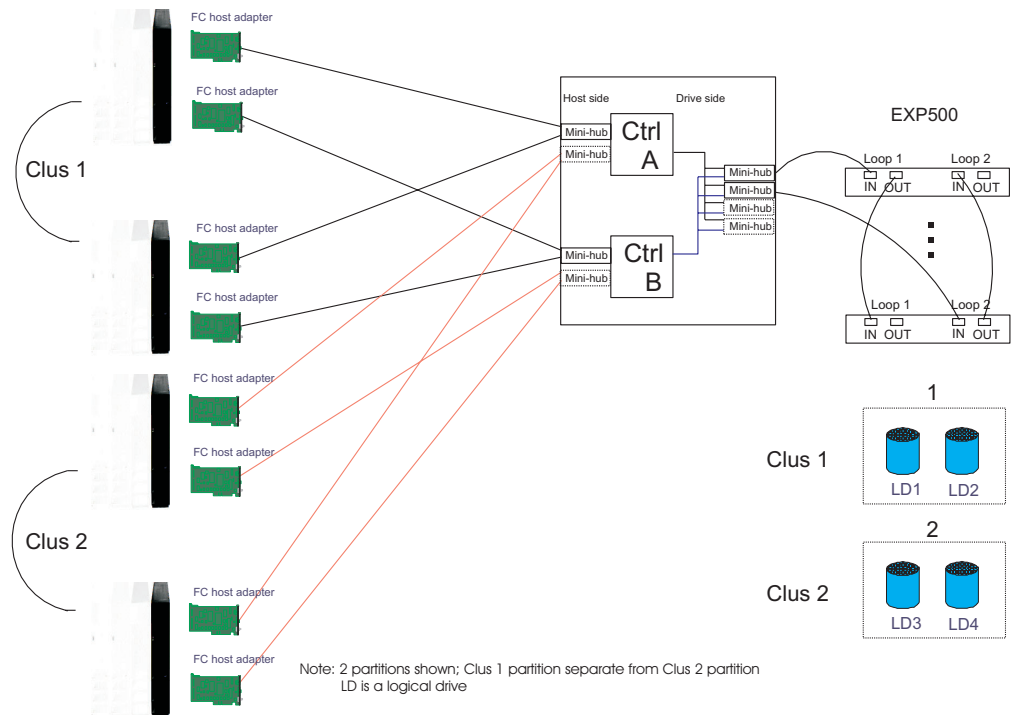 FC host adapter
FC host adapter
Clus 1
FC host adapter
FC host adapter
FC host adapter
FC host adapter
Clus 2
FC host adapter
FC host adapter
Host side
Drive side
Mini-hub
Mini-hub
Ctrl
A
Mini-hub
Mini-hub
Mini-hub
Mini-hub
Mini-hub
Mini-hub
Ctrl
B
EXP500
Loop 1
Loop 2
IN OUT
IN OUT
Loop 1
Loop 2
IN OUT
IN OUT
1
Clus 1
LD1
LD2
2
Clus 2
LD3
LD4
Note: 2 partitions shown; Clus 1 partition separate from Clus 2 partition
LD is a logical drive